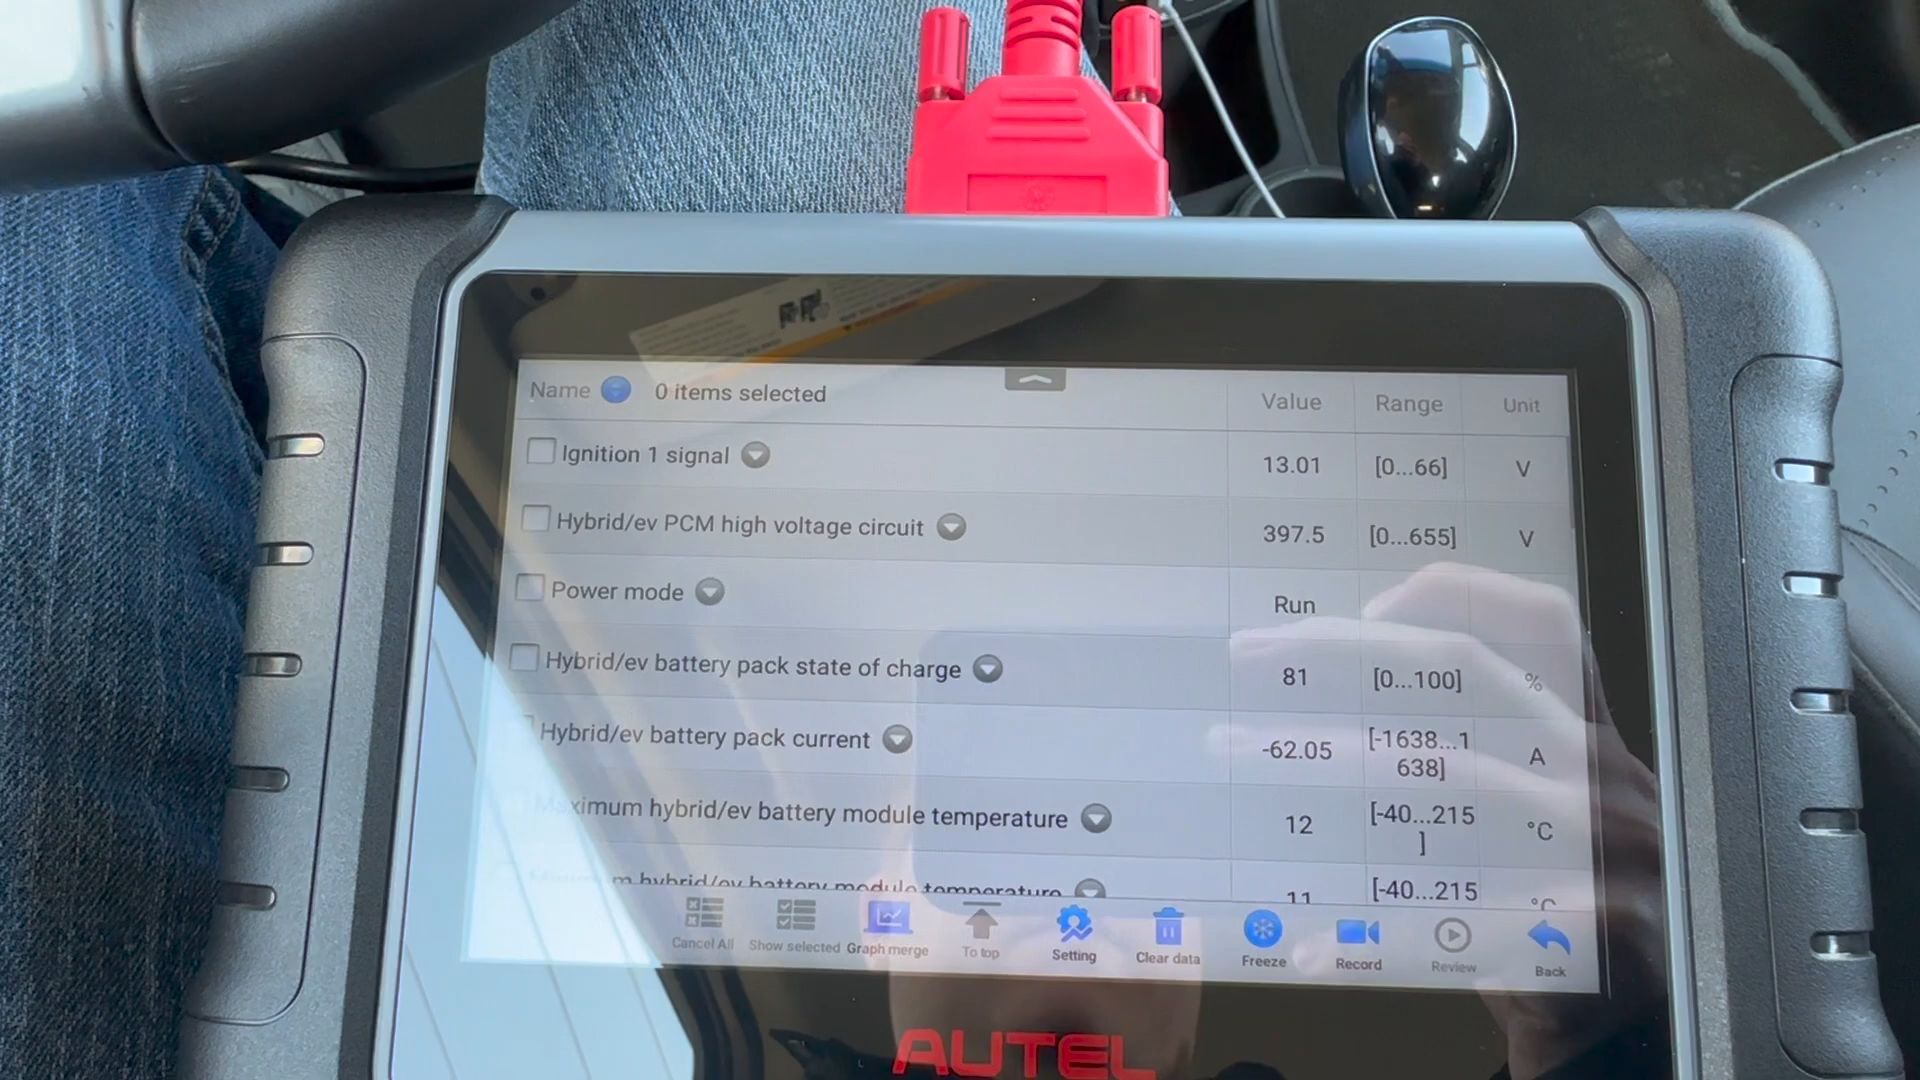 Name 0 items selected Value Range Unit
Ignition 1 signal 13.01 [0...66] V
Hybrid/ev PCM high voltage circuit 397.5 [0...655] V
Power mode Run
Hybrid/ev battery pack state of charge 81 [0...100] %
Hybrid/ev battery pack current -62.05 [-1638...1
638] A
Maximum hybrid/ev battery module temperature 12 [-40...215
] °C
m hybrid/ev battery module temperature 11 [-40...215 °C
Cancel All Show selected Graph merge To top Setting Clear data Freeze Record Review Back
AUTEL